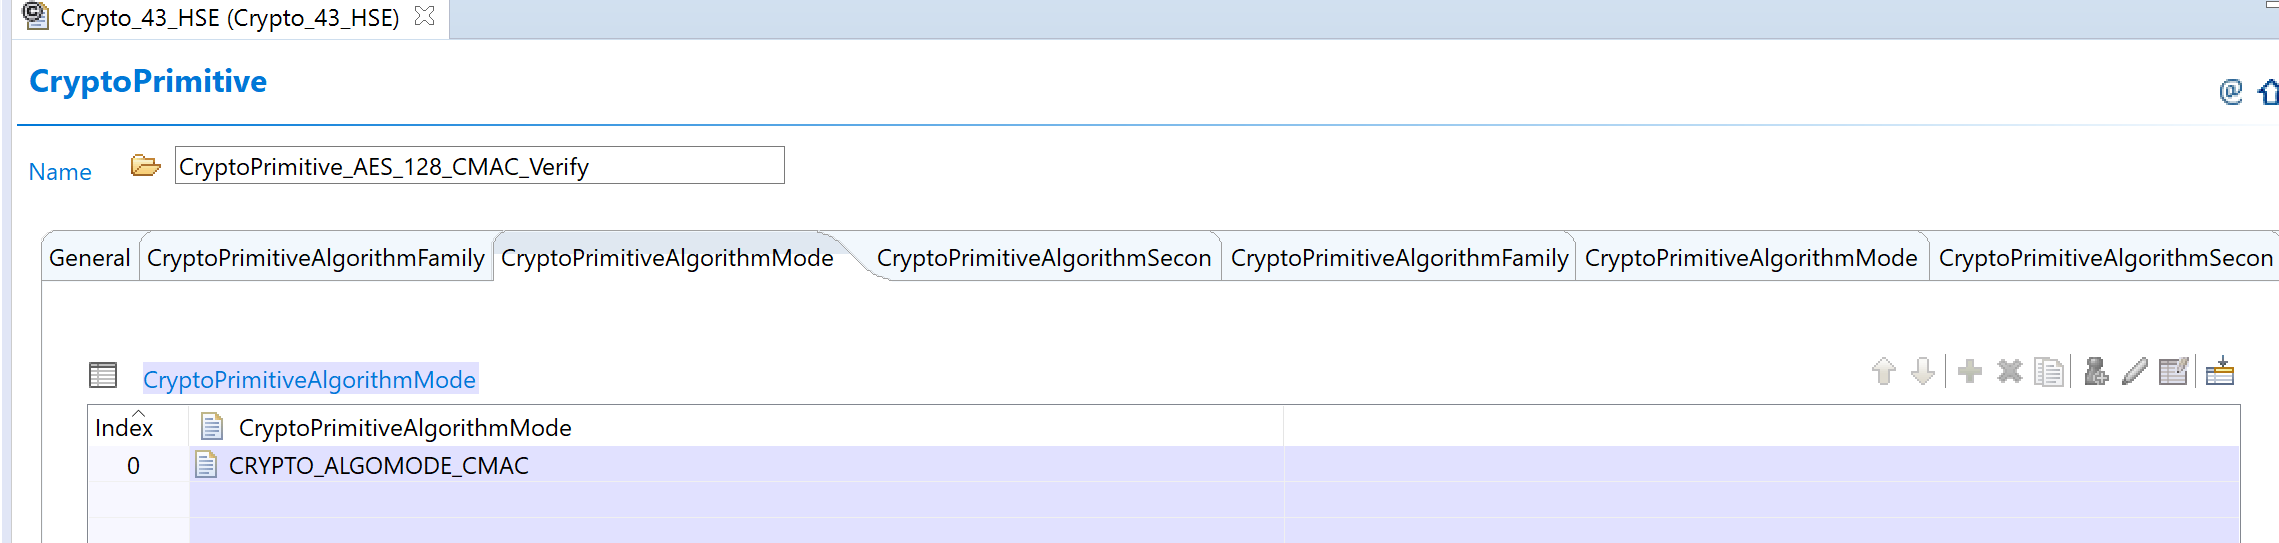 Crypto_43_HSE (Crypto_43_HSE)
CryptoPrimitive
Name CryptoPrimitive_AES_128_CMAC_Verify
General CryptoPrimitiveAlgorithmFamily CryptoPrimitiveAlgorithmMode CryptoPrimitiveAlgorithmSecon CryptoPrimitiveAlgorithmFamily CryptoPrimitiveAlgorithmMode CryptoPrimitiveAlgorithmSecon
CryptoPrimitiveAlgorithmMode
Index CryptoPrimitiveAlgorithmMode
0 CRYPTO_ALGOMODE_CMAC